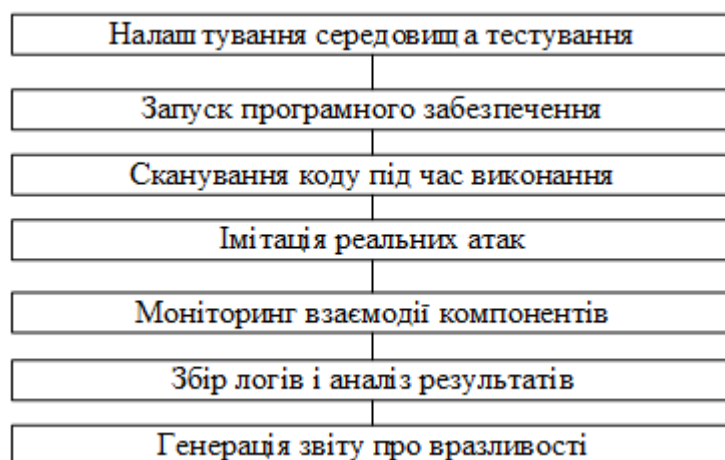 Налаштування середовища тестування
Запуск програмного забезпечення
Сканування коду під час виконання
Імітація реальних атак
Моніторинг взаємодії компонентів
Збір логів і аналіз результатів
Генерація звіту про вразливості